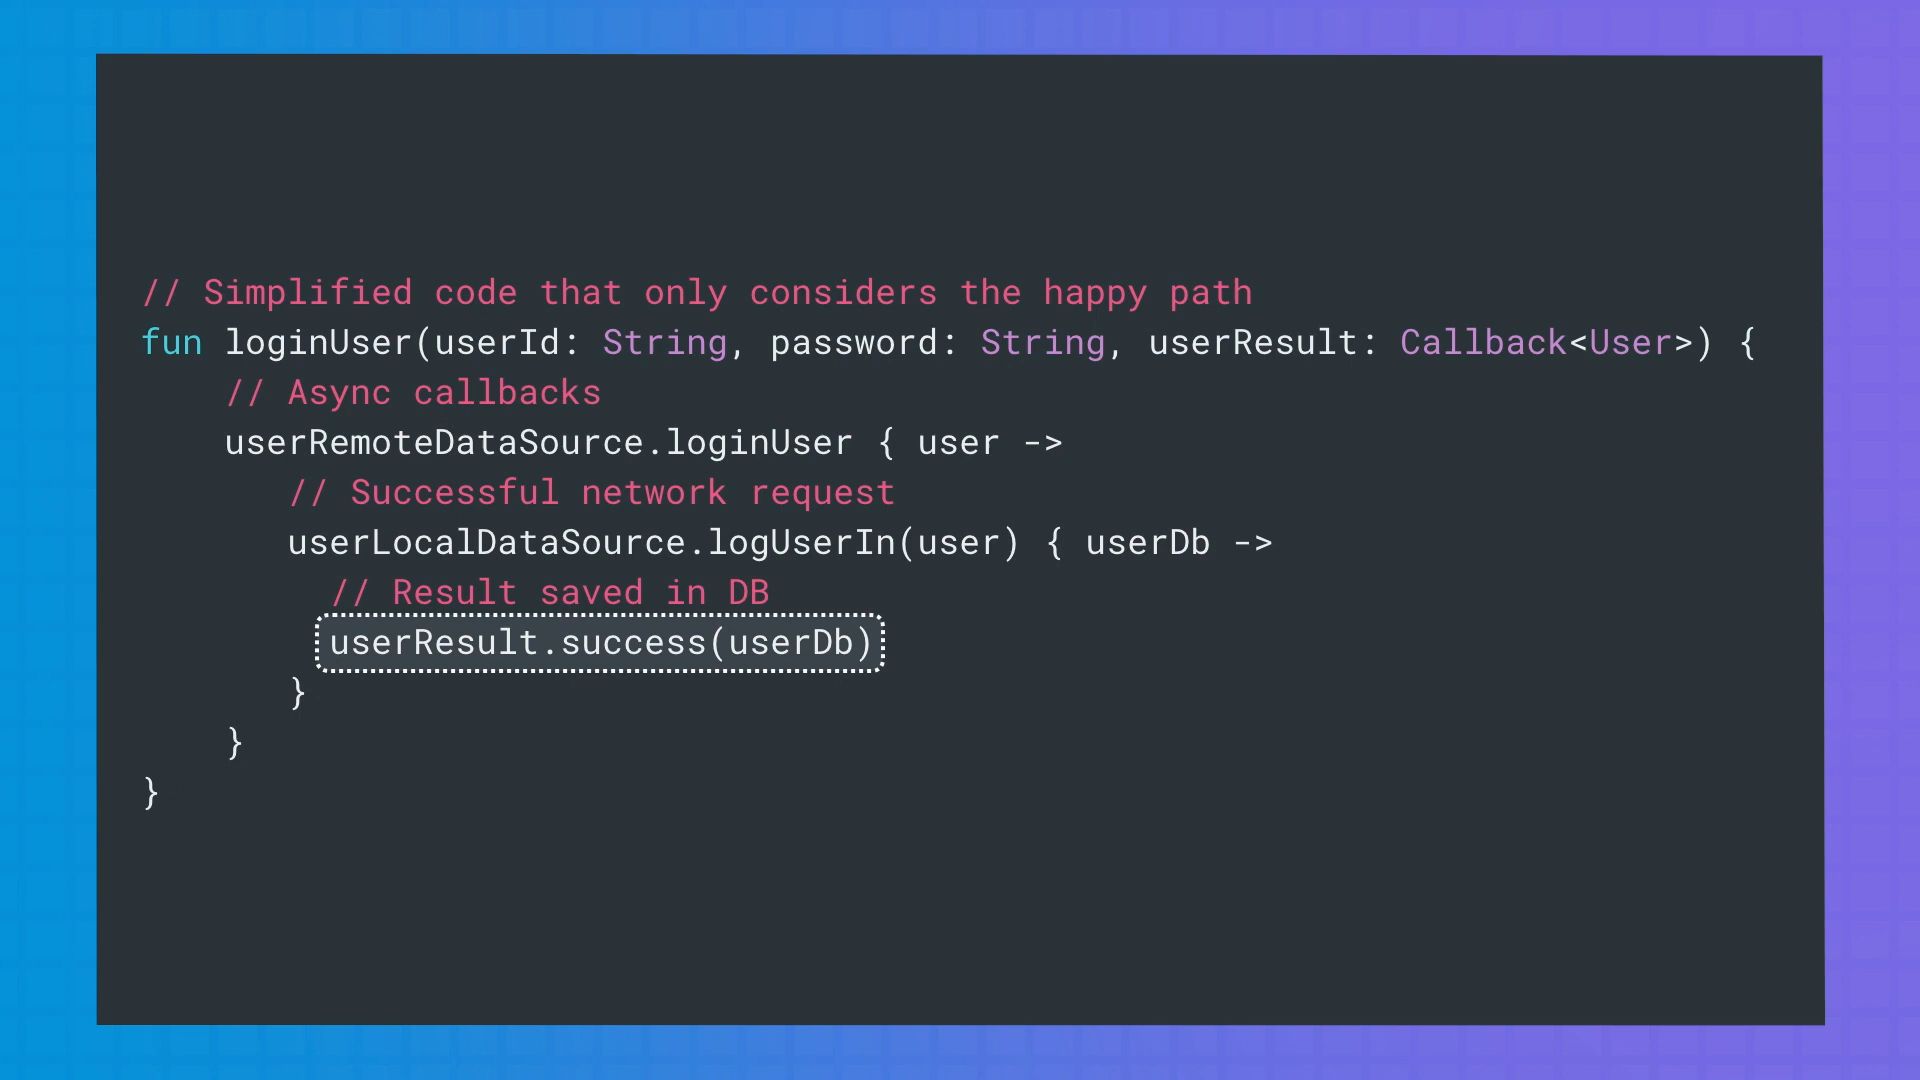 // Simplified code that only considers the happy path
fun loginUser(userId: String, password: String, userResult: Callback<User>) {
// Async callbacks
userRemoteDataSource.loginUser { user ->
// Successful network request
userLocalDataSource.logUserIn(user) { userDb ->
// Result saved in DB
userResult.success(userDb)
}
}
}